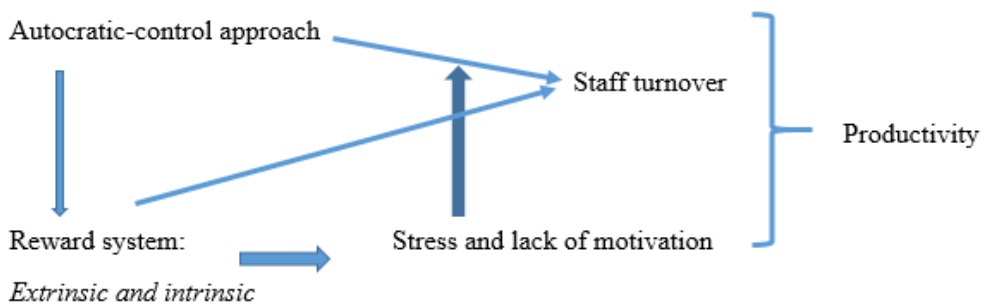 Autocratic-control approach
Staff turnover
Productivity
Reward system:
Stress and lack of motivation
Extrinsic and intrinsic